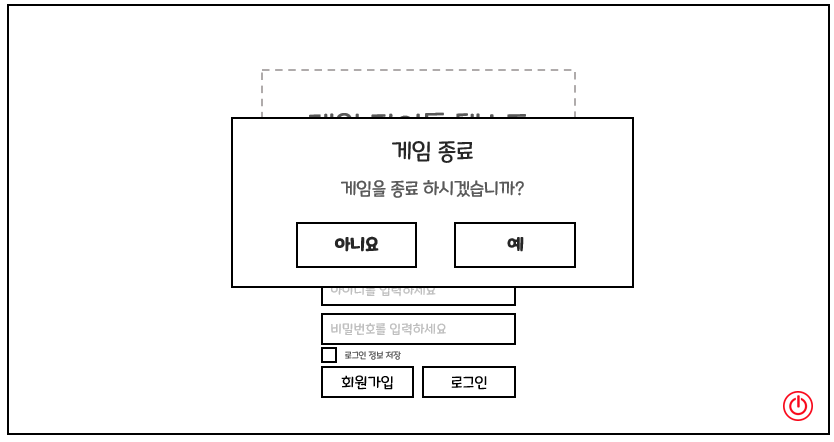 게임 종료
게임을 종료 하시겠습니까?
아니요 예
비밀번호를 입력하세요
로그인 정보 저장
회원가입 로그인